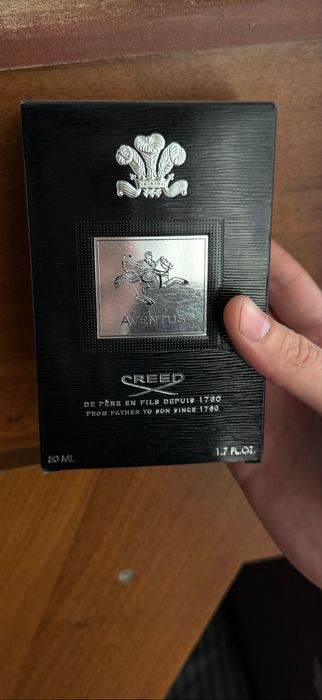 AVENTUS
CREED
DE PÈRE EN FILS DEPUIS 1760
FROM FATHER TO SON SINCE 1760
50 ML
1.7 FL.OZ.